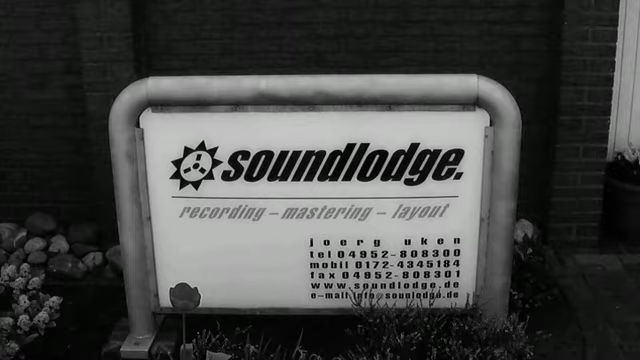 soundlodge.
recording – mastering – layout
joerg uken
tel 04952-808300
mobil 0172-4345184
fax 04952-808301
www.soundlodge.de
e-mail info@soundlodge.de